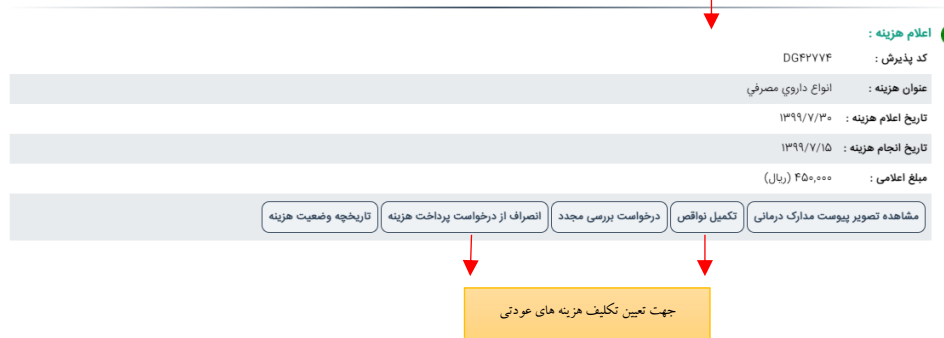 اعلام هزینه :
کد پذیرش : DG۴۲۷۷۴
عنوان هزینه : انواع داروي مصرفي
تاریخ اعلام هزینه : ۱۳۹۹/۷/۳۰
تاریخ انجام هزینه : ۱۳۹۹/۷/۱۵
مبلغ اعلامی : ۴۵۰,۰۰۰ (ریال)
مشاهده تصویر پیوست مدارک درمانی تکمیل نواقص درخواست بررسی مجدد انصراف از درخواست پرداخت هزینه تاریخچه وضعیت هزینه
جهت تعیین تکلیف هزینه های عودتی